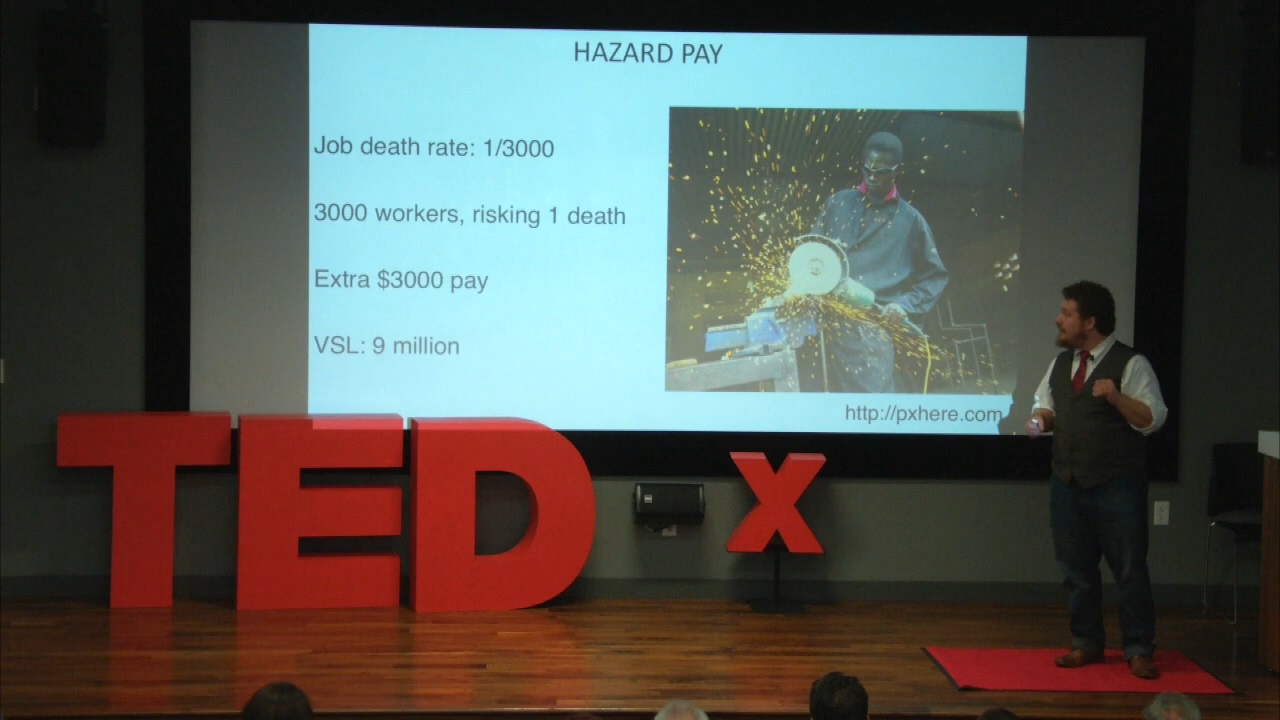 HAZARD PAY
Job death rate: 1/3000
3000 workers, risking 1 death
Extra $3000 pay
VSL: 9 million
http://pxhere.com
TEDx